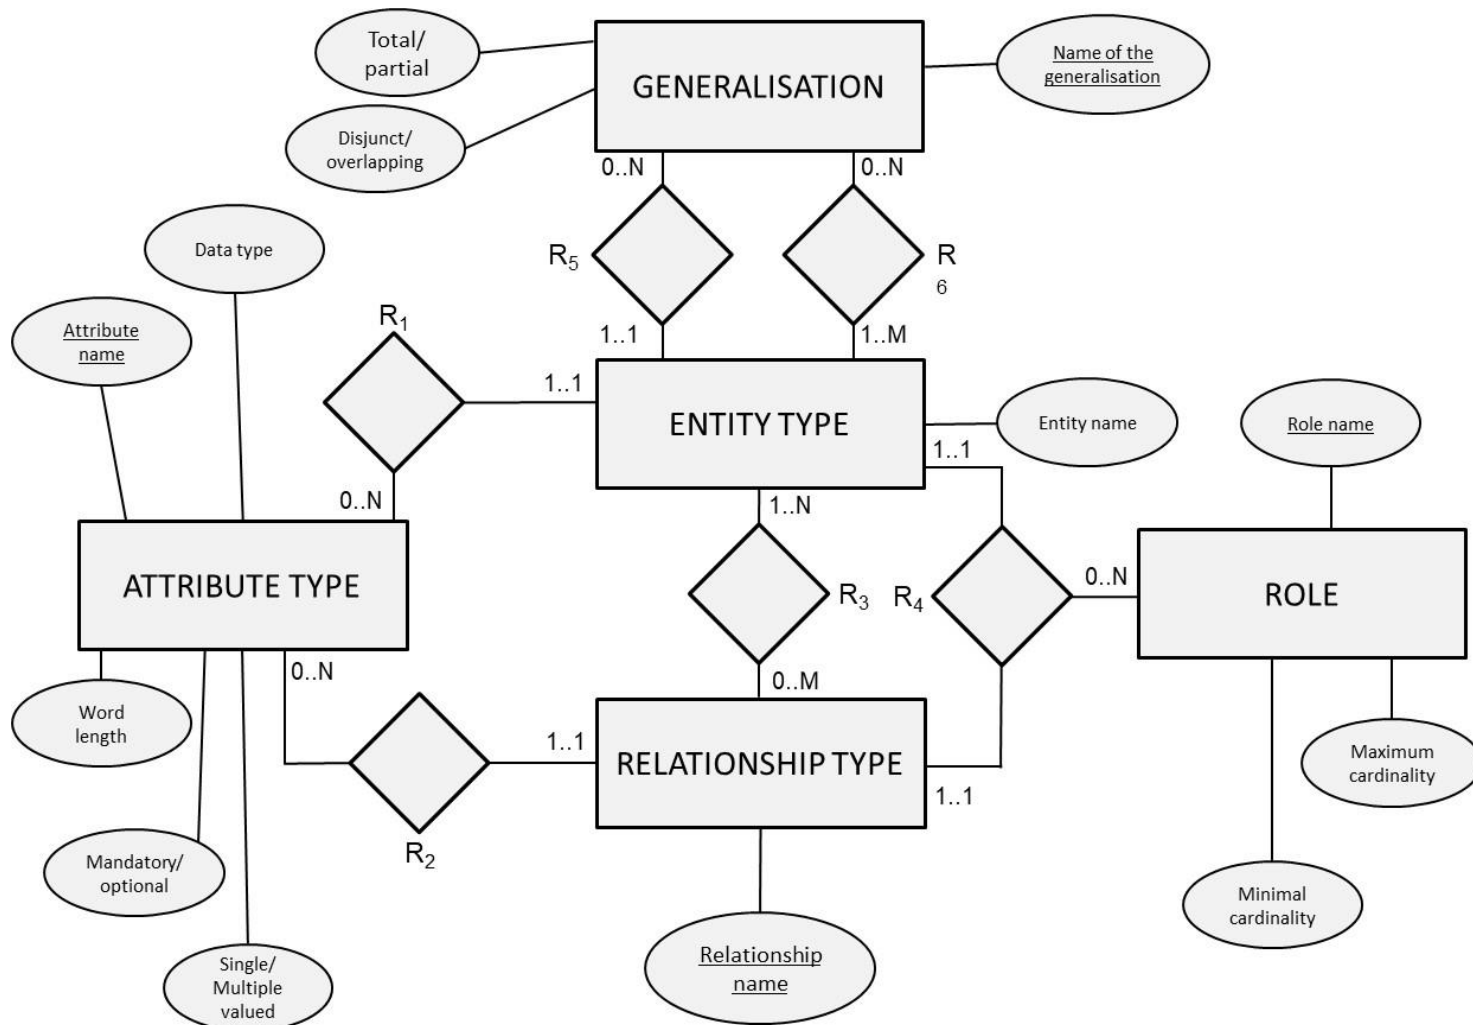 Total/
partial
GENERALISATION
Name of the
generalisation
Disjunct/
overlapping
0..N
0..N
Data type
R5
R
6
Attribute
name
R1
1..1
1..M
1..1
ENTITY TYPE
Entity name
Role name
1..1
0..N
1..N
ATTRIBUTE TYPE
R3
R4
0..N
ROLE
0..N
0..M
Word
length
1..1
RELATIONSHIP TYPE
1..1
Maximum
cardinality
R2
Mandatory/
optional
Minimal
cardinality
Single/
Multiple
valued
Relationship
name